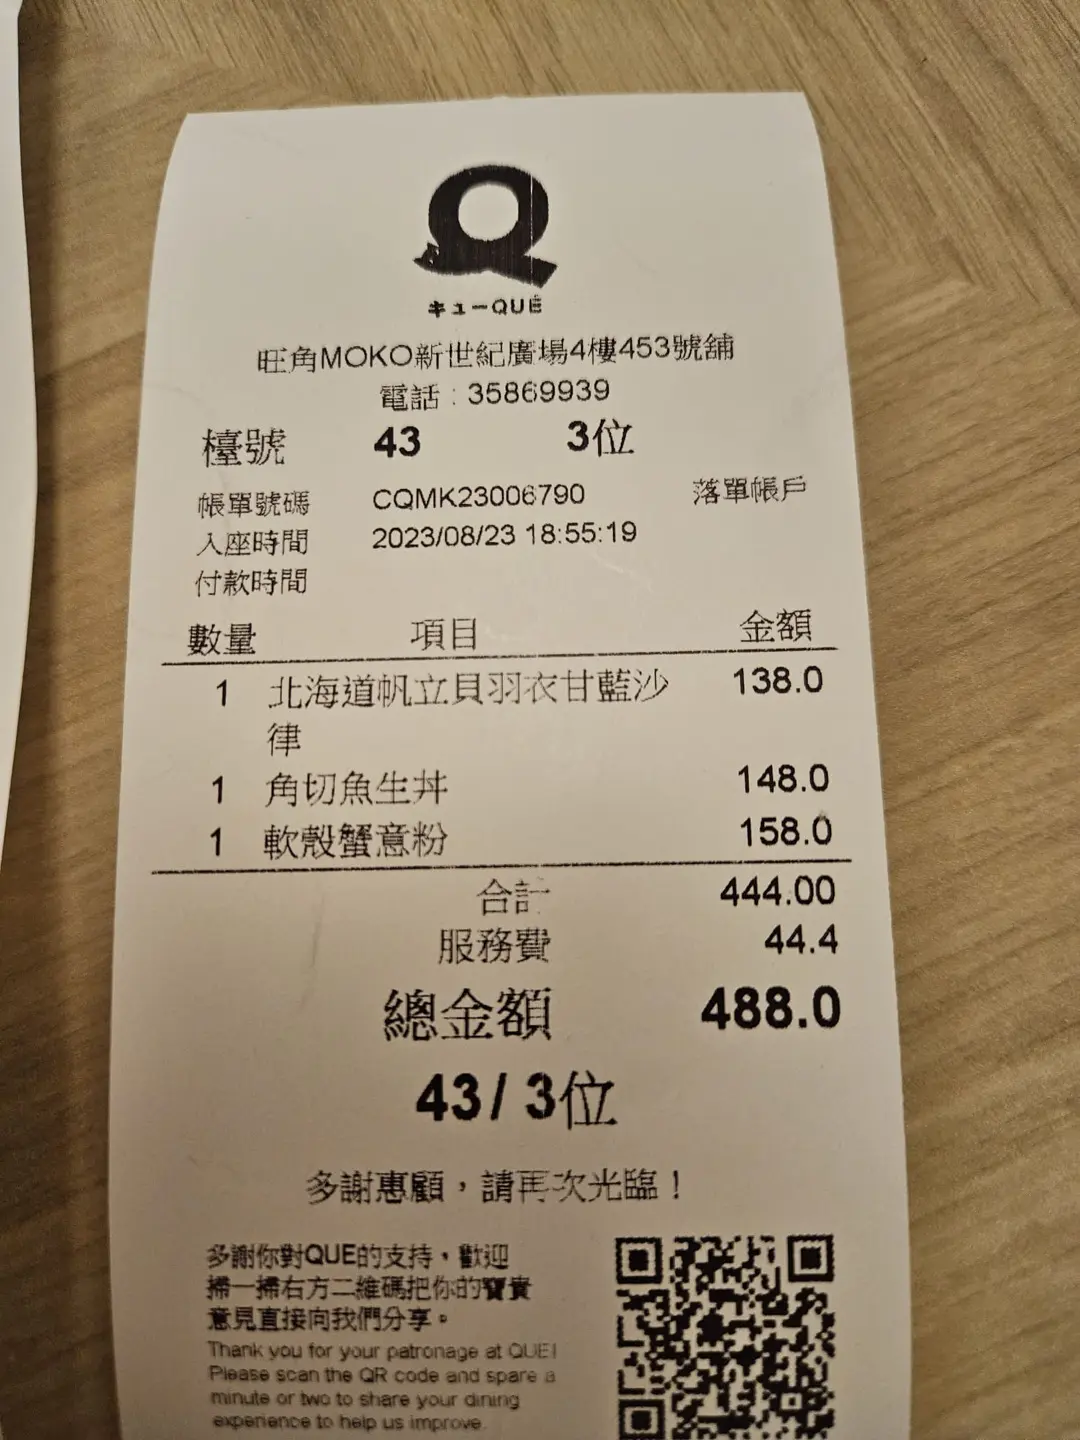 Q
キューQUE
旺角MOKO新世紀廣場4樓453號舖
電話：35869939
檯號 43 3位
帳單號碼 CQMK23006790 落單帳戶
入座時間 2023/08/23 18:55:19
付款時間
數量 項目 金額
1 北海道帆立貝羽衣甘藍沙 138.0
律
1 角切魚生丼 148.0
1 軟殼蟹意粉 158.0
合計 444.00
服務費 44.4
總金額 488.0
43/ 3位
多謝惠顧，請再次光臨！
多謝你對QUE的支持，歡迎
掃一掃右方二維碼把你的寶貴
意見直接向我們分享。
Thank you for your patronage at QUE!
Please scan the QR code and spare a
minute or two to share your dining
experience to help us improve.